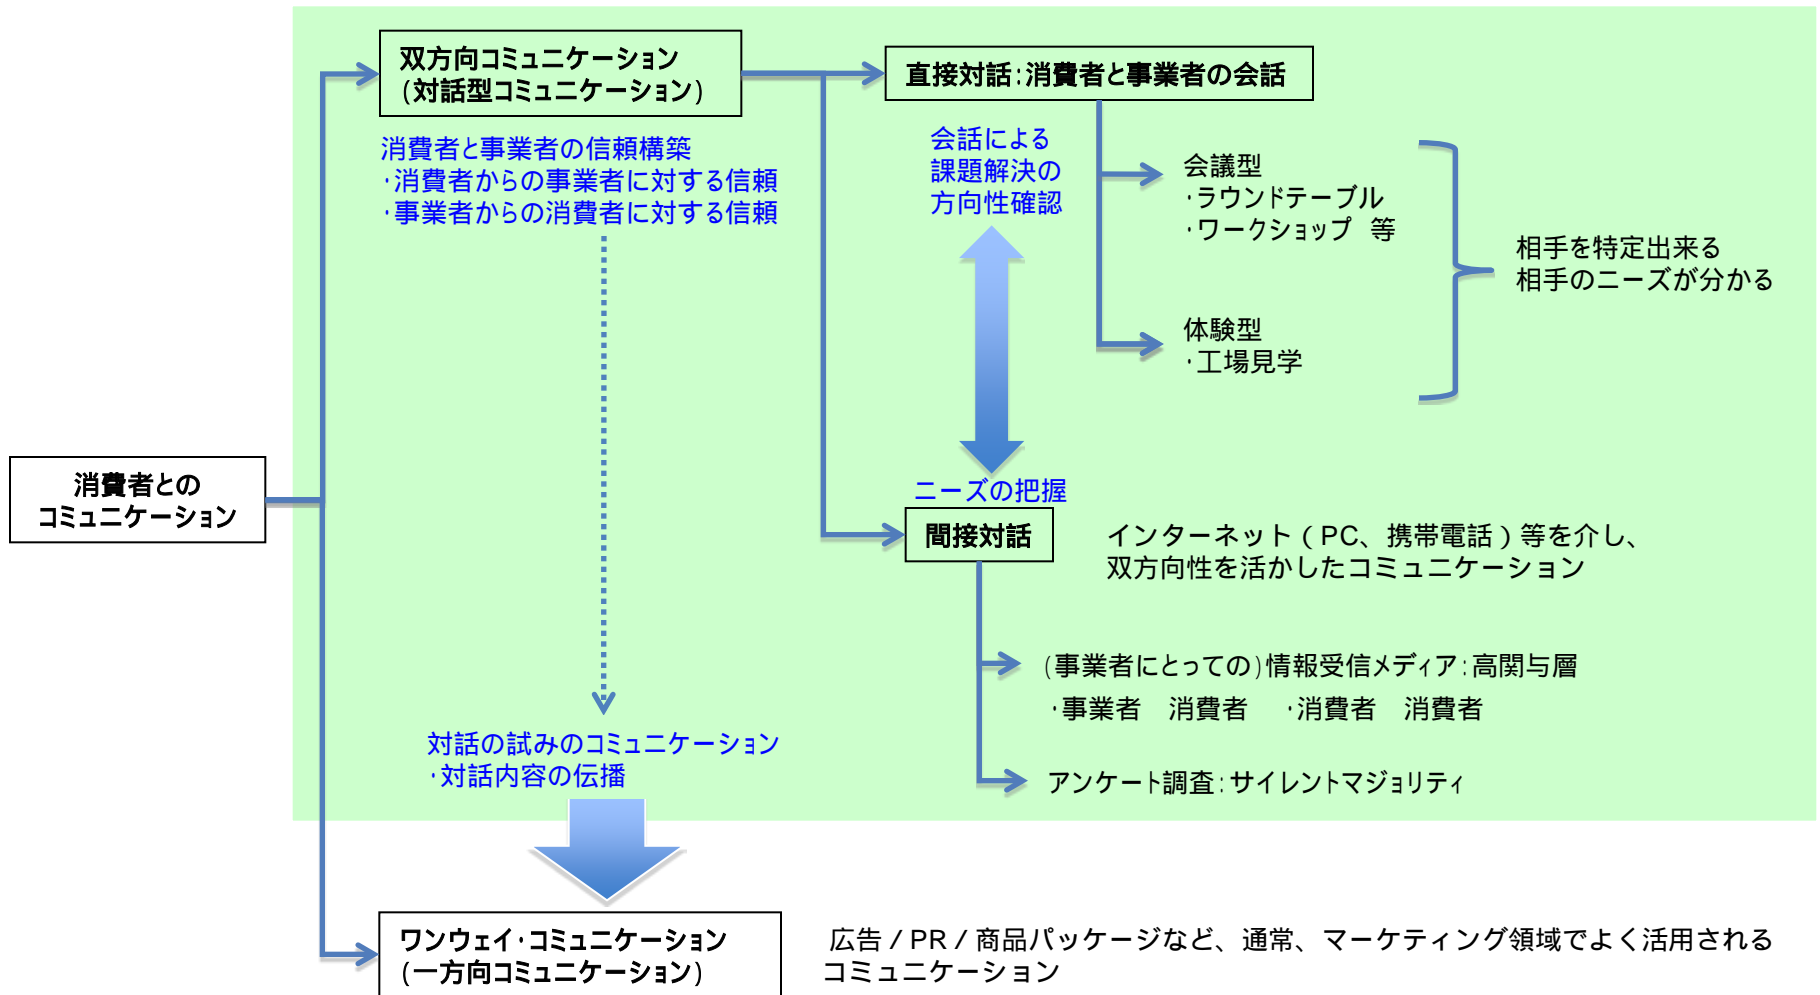 双方向コミュニケーション
(対話型コミュニケーション)
消費者と事業者の信頼構築
・消費者からの事業者に対する信頼
・事業者からの消費者に対する信頼
直接対話:消費者と事業者の会話
会話による
課題解決の
方向性確認
会議型
・ラウンドテーブル
・ワークショップ 等
相手を特定出来る
相手のニーズが分かる
体験型
・工場見学
消費者との
コミュニケーション
ニーズの把握
間接対話
インターネット(PC、携帯電話)等を介し、
双方向性を活かしたコミュニケーション
(事業者にとっての)情報受信メディア:高関与層
・事業者 消費者 ・消費者 消費者
対話の試みのコミュニケーション
・対話内容の伝播
アンケート調査:サイレントマジョリティ
ワンウェイ・コミュニケーション
(一方向コミュニケーション)
広告/PR/商品パッケージなど、通常、マーケティング領域でよく活用される
コミュニケーション